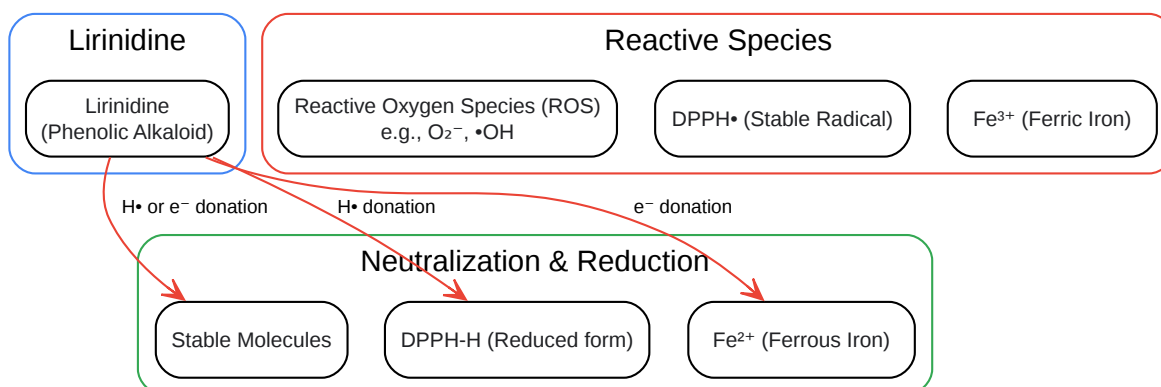 Lirinidine
Reactive Species
Lirinidine
(Phenolic Alkaloid)
Reactive Oxygen Species (ROS)
e.g., O₂⁻, •OH
DPPH• (Stable Radical)
Fe³⁺ (Ferric Iron)
H• or e⁻ donation
H• donation
e⁻ donation
Neutralization & Reduction
Stable Molecules
DPPH-H (Reduced form)
Fe²⁺ (Ferrous Iron)